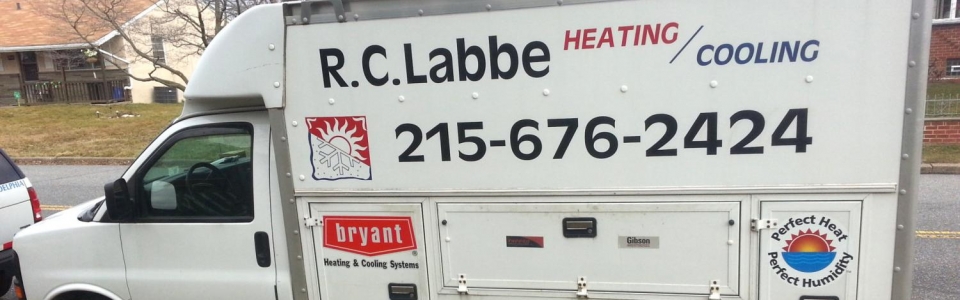 R.C.Labbe HEATING / COOLING
215-676-2424
bryant
Heating & Cooling Systems
Gibson
Perfect Heat
Perfect Humidity